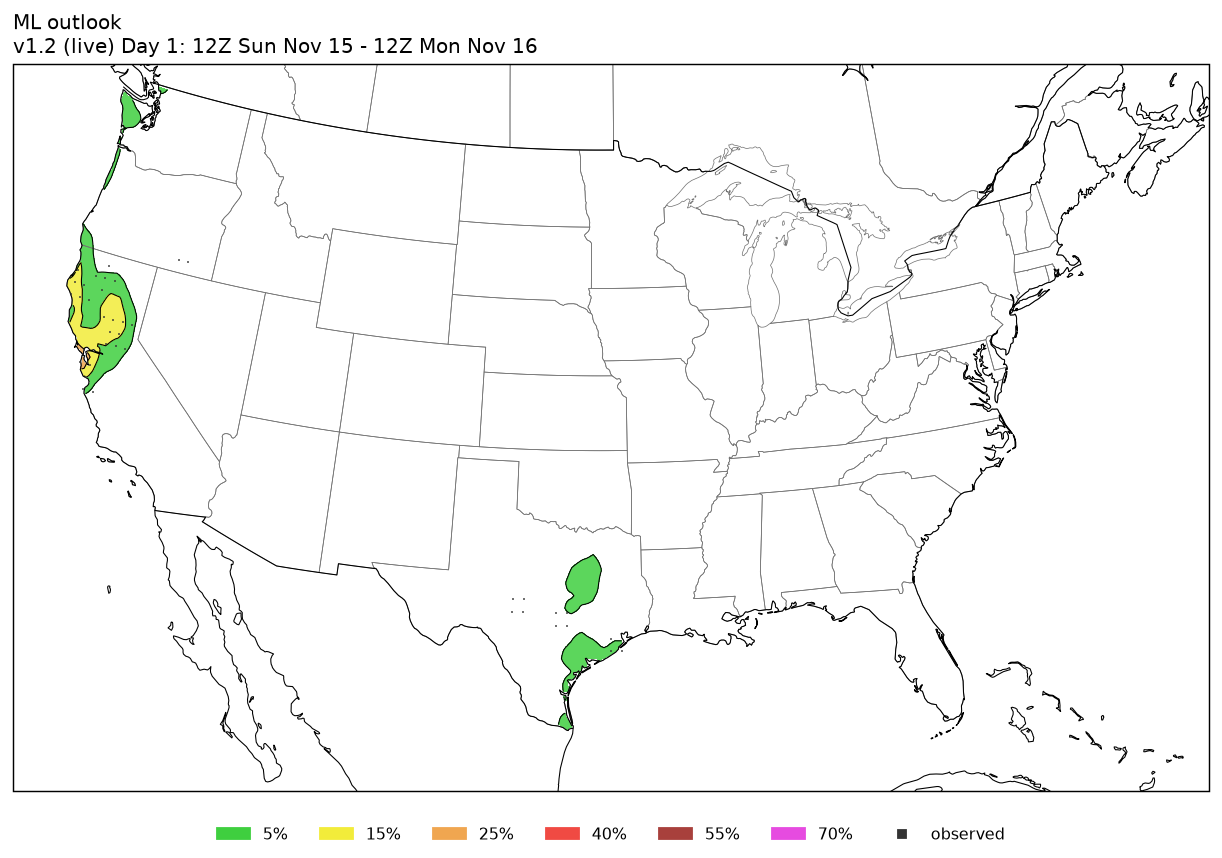 ML outlook
v1.2 (live) Day 1: 12Z Sun Nov 15 - 12Z Mon Nov 16
5% 15% 25% 40% 55% 70% observed